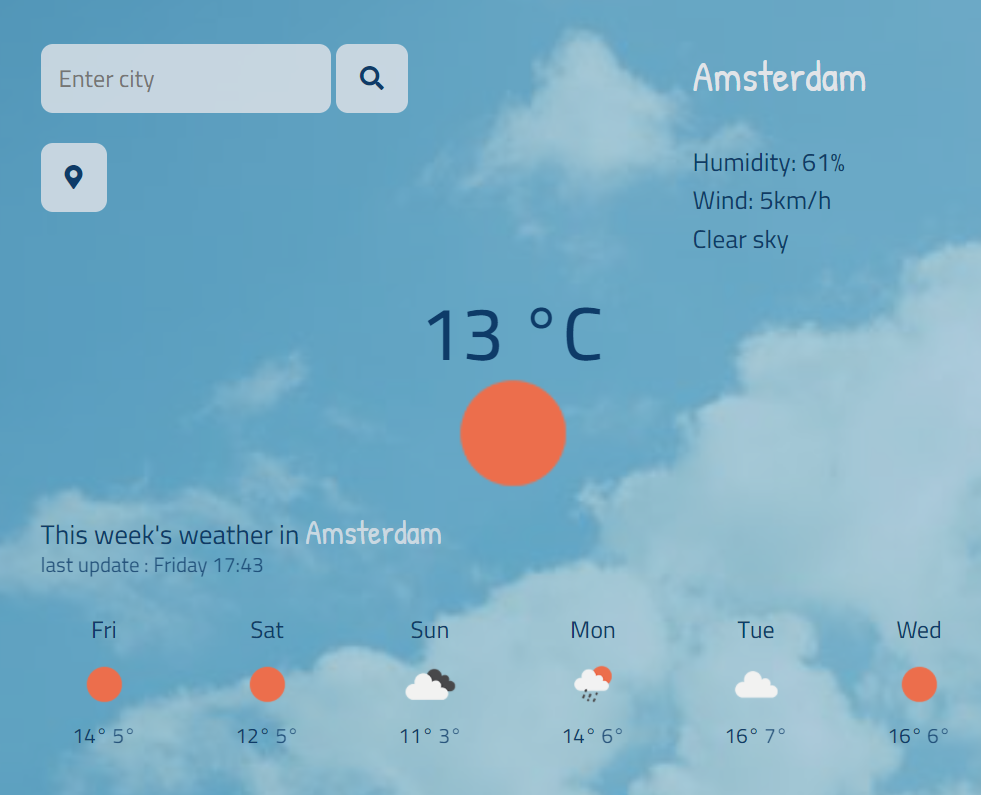 Enter city
Amsterdam
Humidity: 61%
Wind: 5km/h
Clear sky
13 °C
This week's weather in Amsterdam
last update : Friday 17:43
Fri Sat Sun Mon Tue Wed
14° 5° 12° 5° 11° 3° 14° 6° 16° 7° 16° 6°